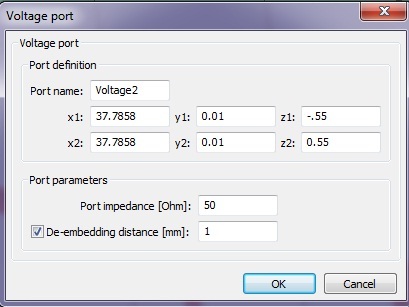 Voltage port
Voltage port
Port definition
Port name: Voltage2
x1: 37.7858 y1: 0.01 z1: -.55
x2: 37.7858 y2: 0.01 z2: 0.55
Port parameters
Port impedance [Ohm]: 50
De-embedding distance [mm]: 1
OK Cancel